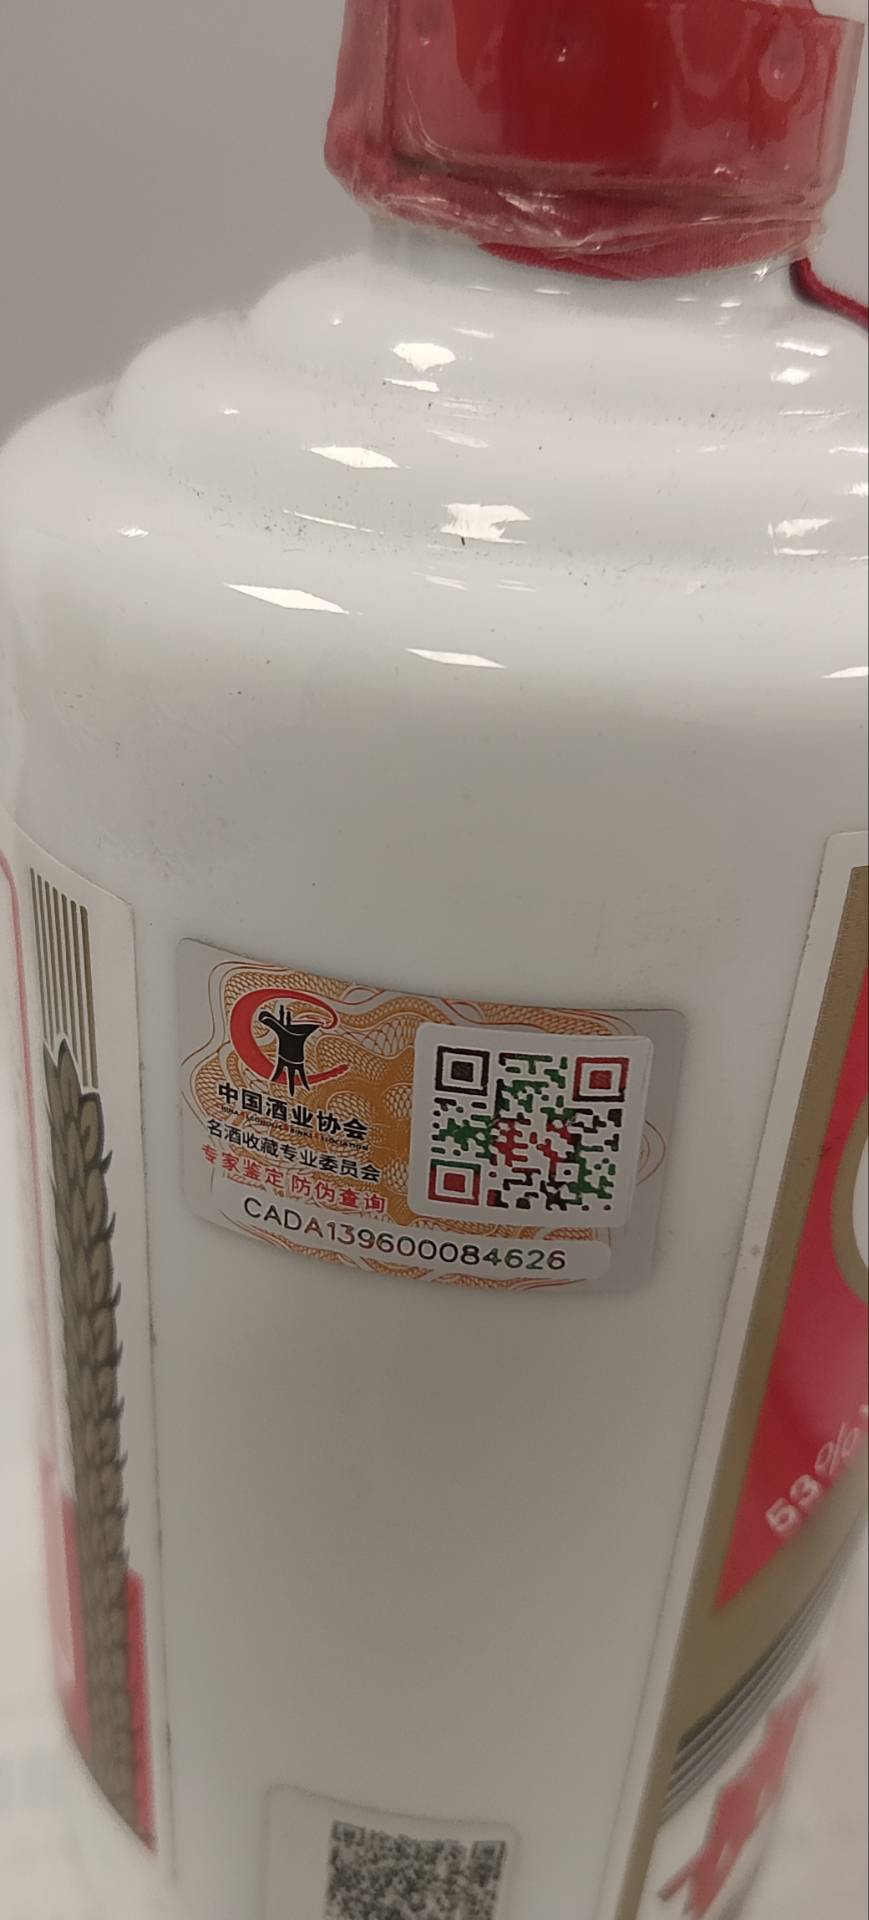 中国酒业协会
名酒收藏专业委员会
专家鉴定 防伪查询
CADA139600084626
53%